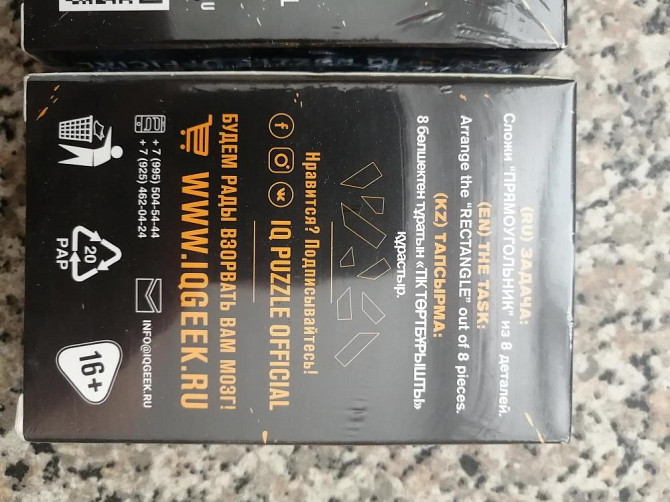 (RU) ЗАДАЧА:
Сложи "ПРЯМОУГОЛЬНИК" из 8 деталей.
(EN) THE TASK:
Arrange the "RECTANGLE" out of 8 pieces.
(KZ) ТАПСЫРМА:
8 бөлшектен тұратын «ТІК ТӨРТБҰРЫШТЫ»
құрастыр.
Нравится? Подписывайтесь!
IQ PUZZLE OFFICIAL
БУДЕМ РАДЫ ВЗОРВАТЬ ВАМ МОЗГ!
WWW.IQGEEK.RU
+ 7 (995) 504-54-44
+ 7 (925) 462-04-24
INFO@IQGEEK.RU
20
PAP
16+